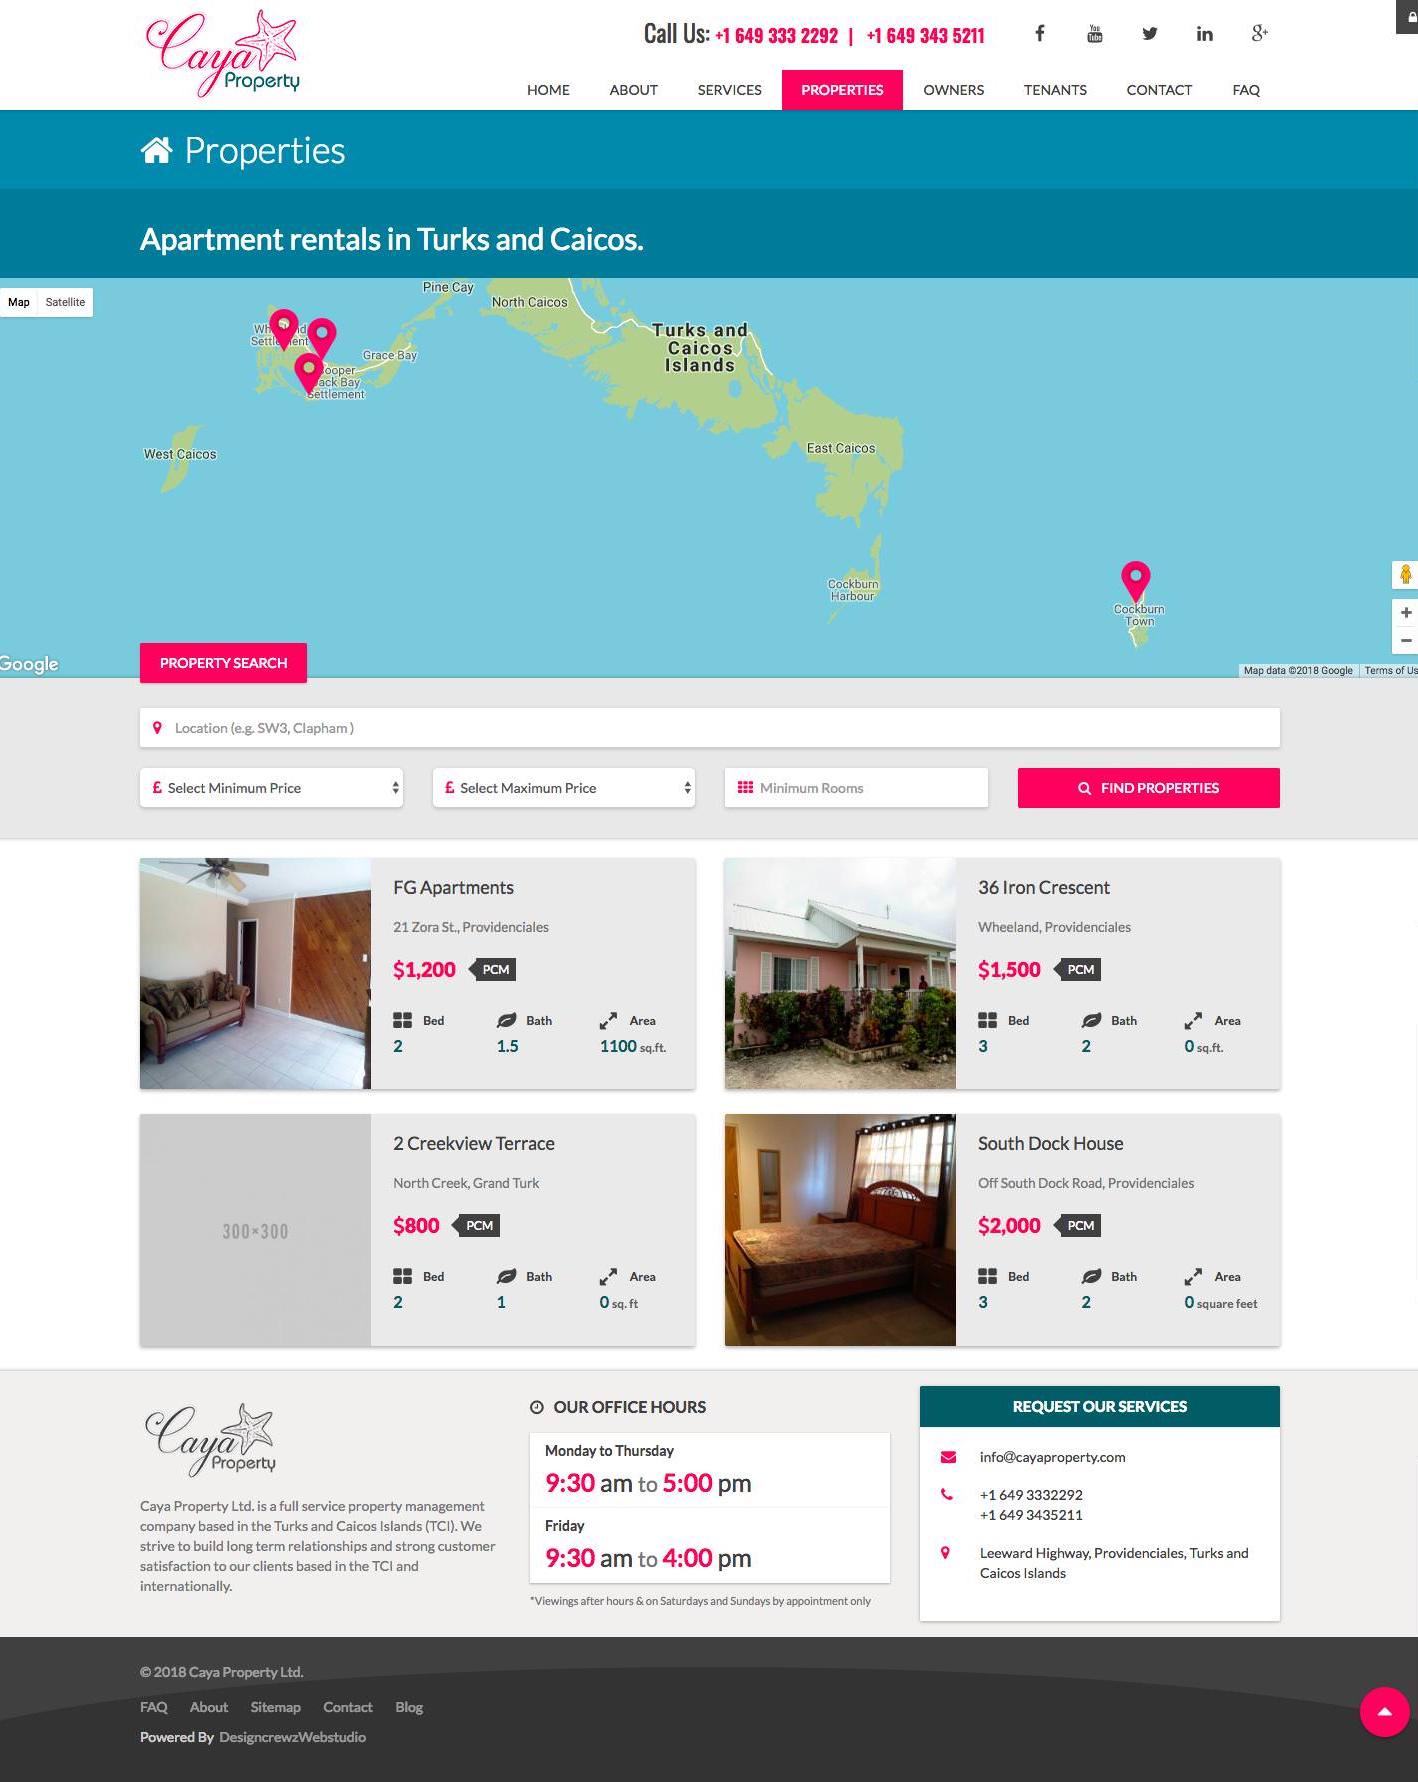 Caya
Property
Call Us: +1 649 333 2292 | +1 649 343 5211
HOME ABOUT SERVICES PROPERTIES OWNERS TENANTS CONTACT FAQ
Properties
Apartment rentals in Turks and Caicos.
Map Satellite
Pine Cay
North Caicos
Turks and
Caicos
Islands
Grace Bay
Settlement
West Caicos
East Caicos
Cockburn
Harbour
Cockburn
Town
Google
Map data ©2018 Google
PROPERTY SEARCH
Location (e.g. SW3, Clapham )
£ Select Minimum Price
£ Select Maximum Price
Minimum Rooms
FIND PROPERTIES
FG Apartments
21 Zora St., Providenciales
$1,200 PCM
Bed Bath Area
2 1.5 1100 sq.ft.
36 Iron Crescent
Wheeland, Providenciales
$1,500 PCM
Bed Bath Area
3 2 0 sq.ft.
300×300
2 Creekview Terrace
North Creek, Grand Turk
$800 PCM
Bed Bath Area
2 1 0 sq. ft
South Dock House
Off South Dock Road, Providenciales
$2,000 PCM
Bed Bath Area
3 2 0 square feet
Caya
Property
Caya Property Ltd. is a full service property management
company based in the Turks and Caicos Islands (TCI). We
strive to build long term relationships and strong customer
satisfaction to our clients based in the TCI and
internationally.
OUR OFFICE HOURS
Monday to Thursday
9:30 am to 5:00 pm
Friday
9:30 am to 4:00 pm
*Viewings after hours & on Saturdays and Sundays by appointment only
REQUEST OUR SERVICES
info@cayaproperty.com
+1 649 3332292
+1 649 3435211
Leeward Highway, Providenciales, Turks and
Caicos Islands
© 2018 Caya Property Ltd.
FAQ About Sitemap Contact Blog
Powered By DesigncrewzWebstudio